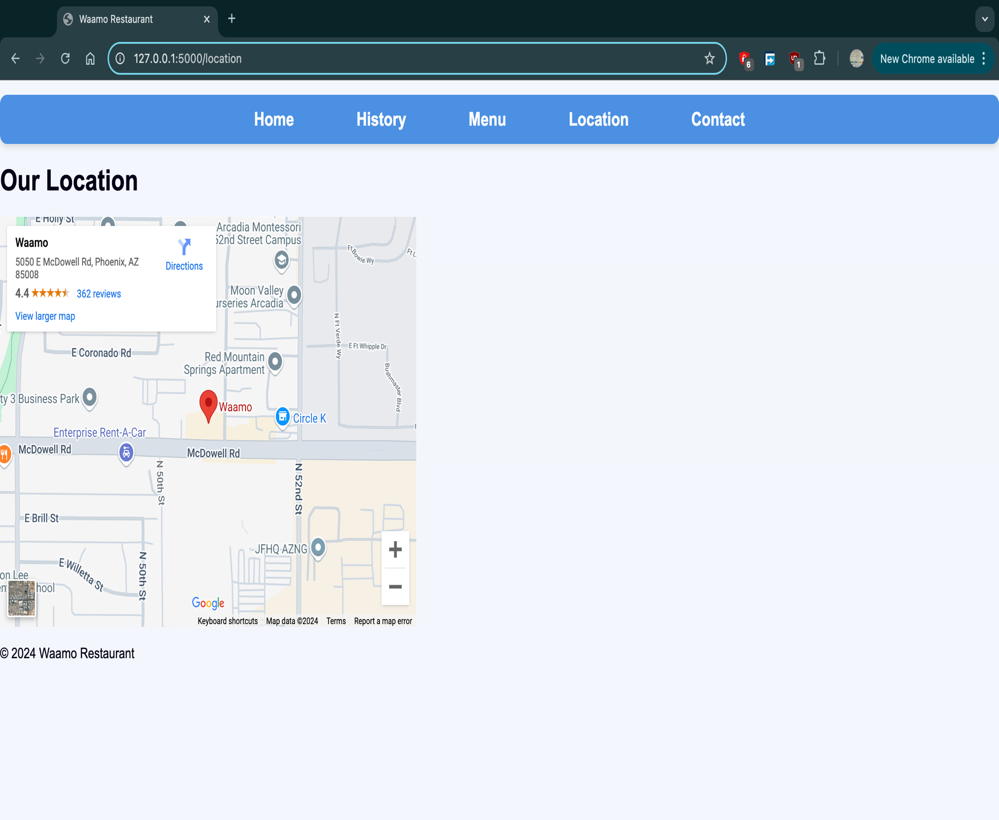 Waamo Restaurant
127.0.0.1:5000/location
6
1
New Chrome available
Home
History
Menu
Location
Contact
Our Location
E Holly St
Waamo
5050 E McDowell Rd, Phoenix, AZ
85008
Directions
4.4
362 reviews
View larger map
Arcadia Montessori
52nd Street Campus
Ft Bowie Wy
Ft L
Moon Valley
urseries Arcadia
N Ft Verde Wy
E Ft Whipple Dr
E Coronado Rd
Red Mountain
Springs Apartment
Bushmaster Blvd
ty 3 Business Park
Waamo
Circle K
Enterprise Rent-A-Car
McDowell Rd
McDowell Rd
N 50th St
N 52nd St
E Brill St
JFHQ AZNG
E Willetta St
N 50th St
on Lee
hool
Google
Keyboard shortcuts
Map data ©2024
Terms
Report a map error
© 2024 Waamo Restaurant